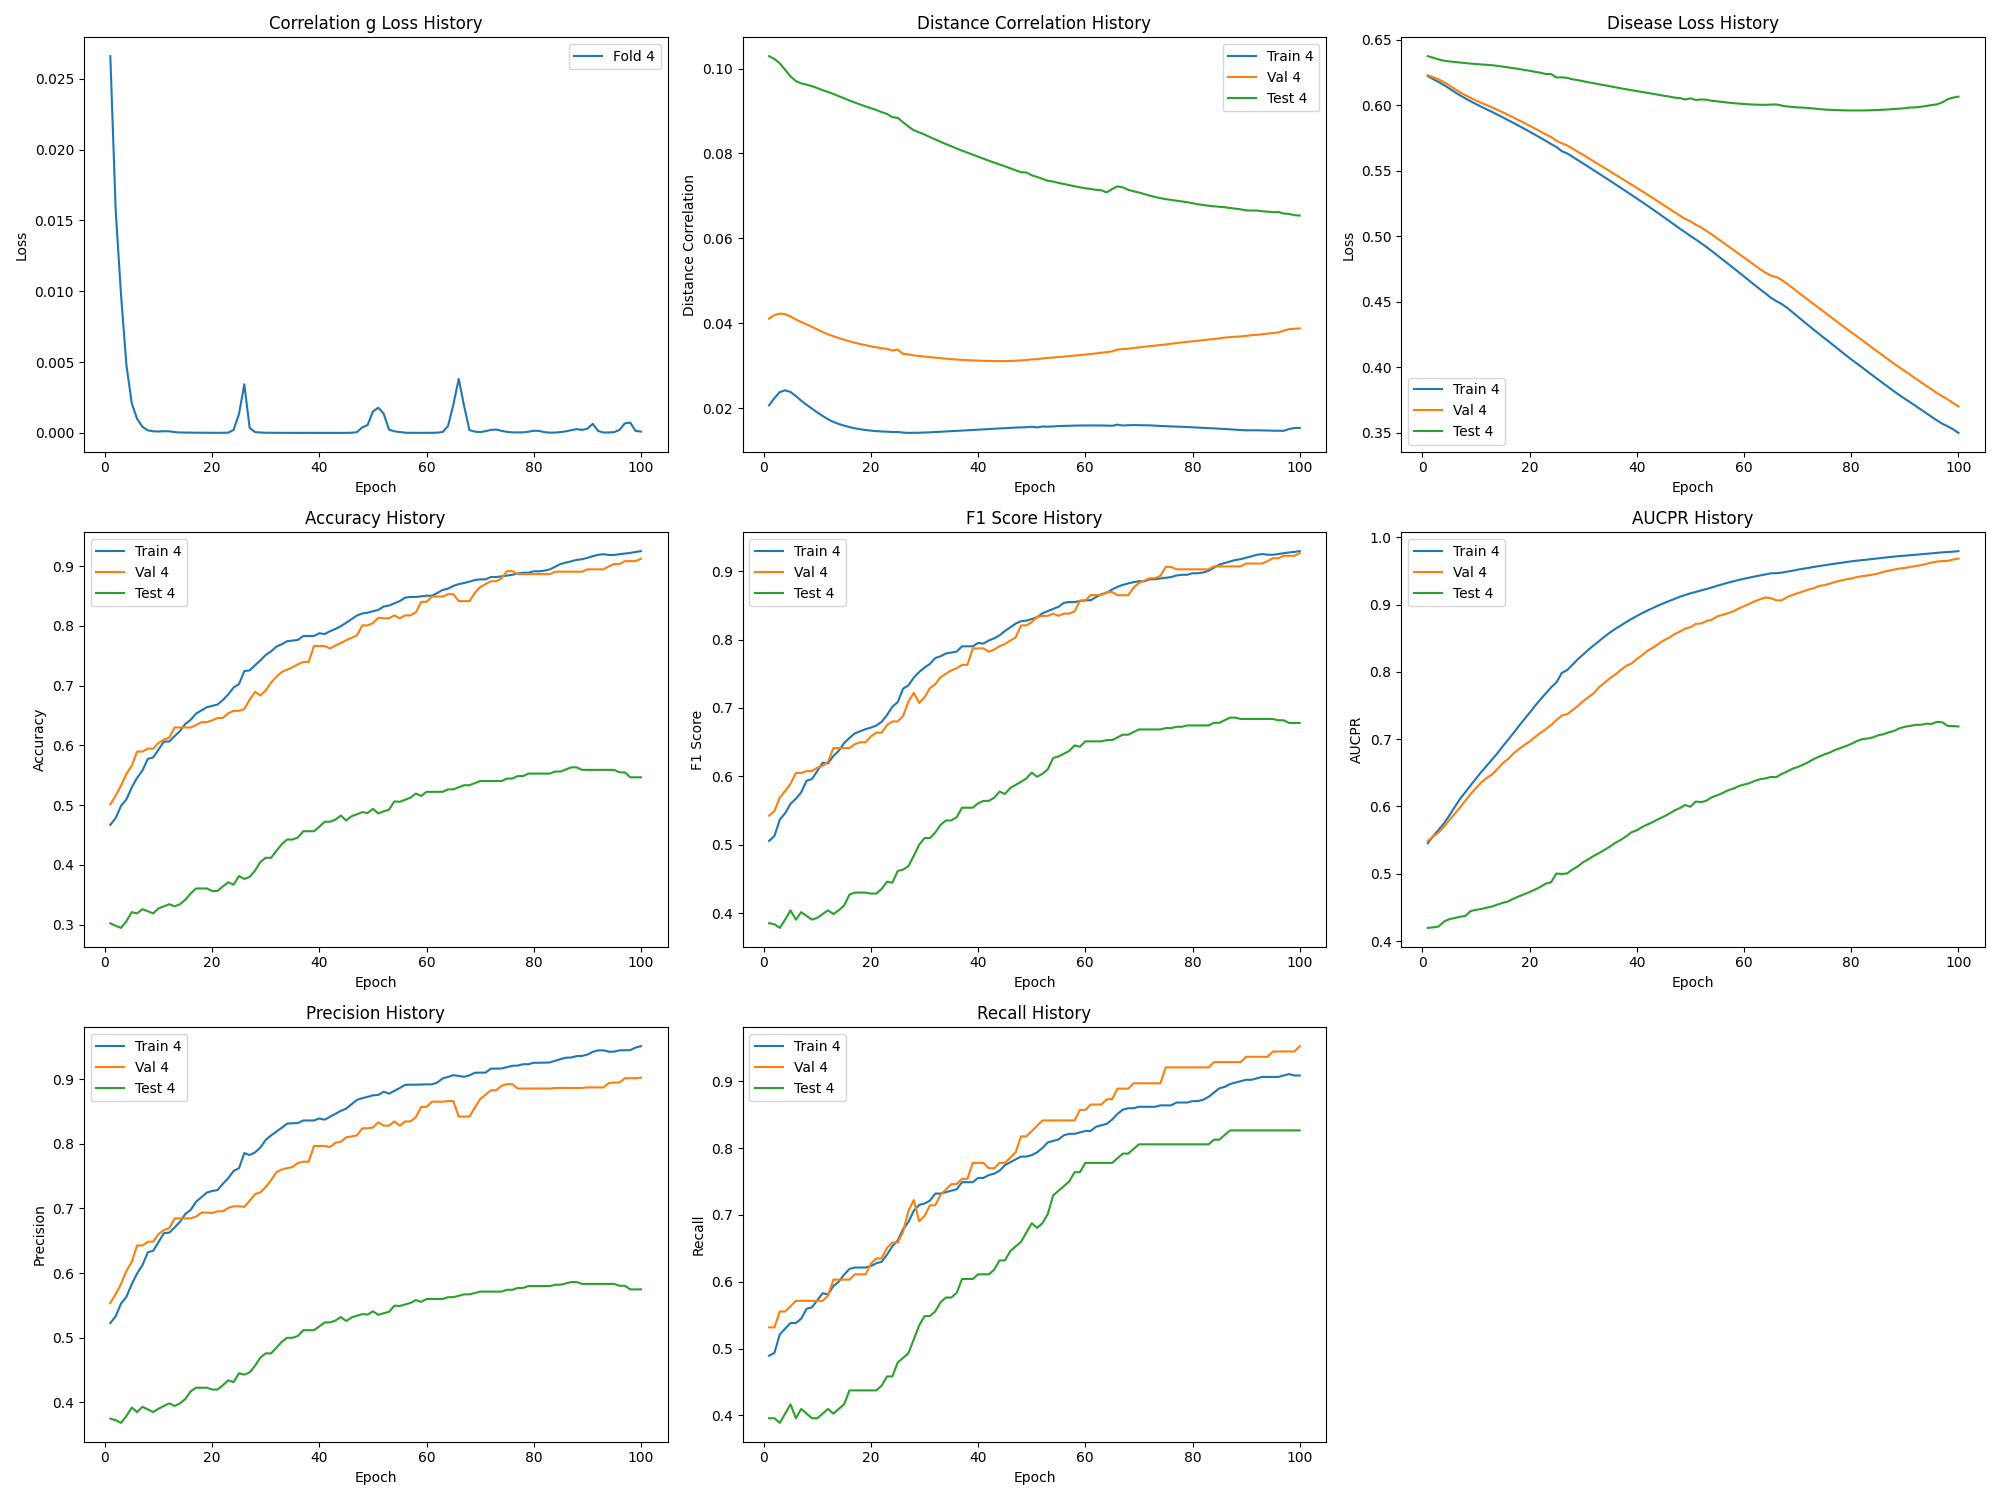 Correlation g Loss History
Loss
0.025
0.020
0.015
0.010
0.005
0.000
Fold 4
0 20 40 60 80 100
Epoch
Distance Correlation History
Distance Correlation
0.10
0.08
0.06
0.04
0.02
Train 4
Val 4
Test 4
0 20 40 60 80 100
Epoch
Disease Loss History
Loss
0.65
0.60
0.55
0.50
0.45
0.40
0.35
Train 4
Val 4
Test 4
0 20 40 60 80 100
Epoch
Accuracy History
Accuracy
0.9
0.8
0.7
0.6
0.5
0.4
0.3
Train 4
Val 4
Test 4
0 20 40 60 80 100
Epoch
F1 Score History
F1 Score
0.9
0.8
0.7
0.6
0.5
0.4
Train 4
Val 4
Test 4
0 20 40 60 80 100
Epoch
AUCPR History
AUCPR
1.0
0.9
0.8
0.7
0.6
0.5
0.4
Train 4
Val 4
Test 4
0 20 40 60 80 100
Epoch
Precision History
Precision
0.9
0.8
0.7
0.6
0.5
0.4
Train 4
Val 4
Test 4
0 20 40 60 80 100
Epoch
Recall History
Recall
0.9
0.8
0.7
0.6
0.5
0.4
Train 4
Val 4
Test 4
0 20 40 60 80 100
Epoch